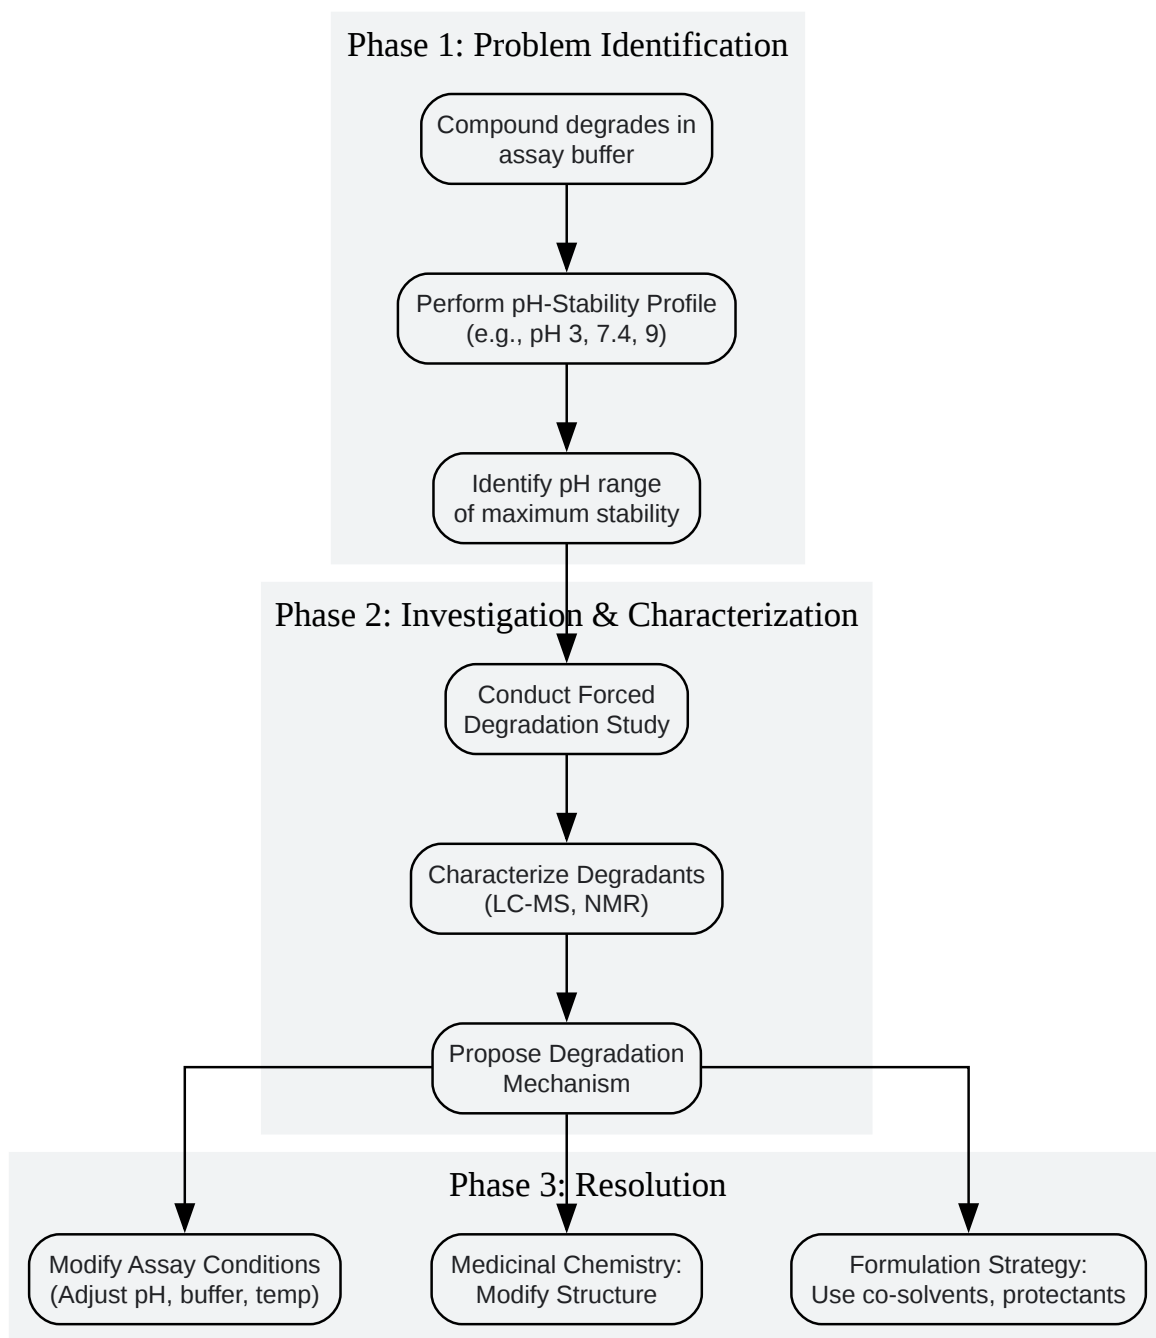 Phase 1: Problem Identification
Compound degrades in
assay buffer
Perform pH-Stability Profile
(e.g., pH 3, 7.4, 9)
Identify pH range
of maximum stability
Phase 2: Investigation & Characterization
Conduct Forced
Degradation Study
Characterize Degradants
(LC-MS, NMR)
Propose Degradation
Mechanism
Phase 3: Resolution
Modify Assay Conditions
(Adjust pH, buffer, temp)
Medicinal Chemistry:
Modify Structure
Formulation Strategy:
Use co-solvents, protectants